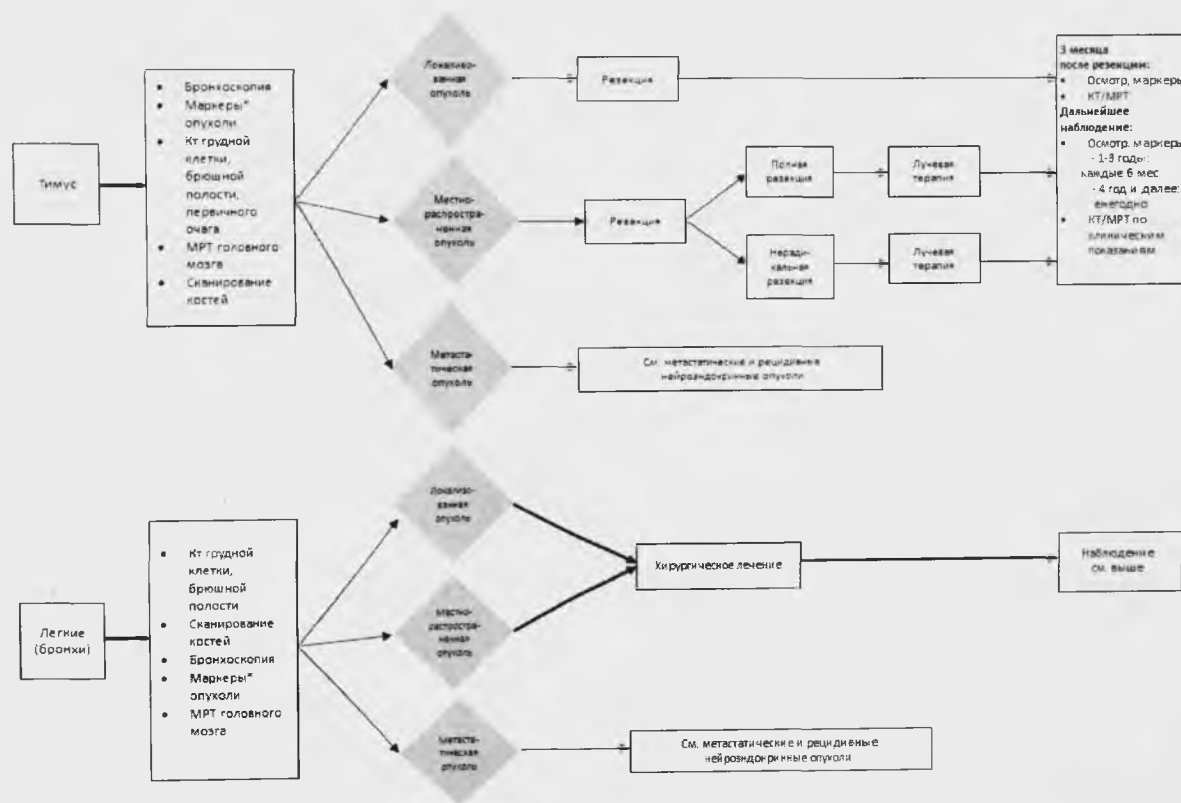 Тимус
• Бронхоскопия
• Маркеры*
опухоли
• Кт грудной
клетки,
брюшной
полости,
первичного
очага
• МРТ головного
мозга
• Сканирование
костей
Локализо-
ванная
опухоль
Резекция
Местно-
распростра-
ненная
опухоль
Резекция
Полная
резекция
Лучевая
терапия
Неради-
кальная
резекция
Лучевая
терапия
3 месяца
после резекции:
• Осмотр, маркеры
• КТ/МРТ
Дальнейшее
наблюдение:
• Осмотр, маркеры
- 1-3 годы:
каждые 6 мес
- 4 год и далее:
ежегодно
• КТ/МРТ по
клиническим
показаниям
Метаста-
тическая
опухоль
См. метастатические и рецидивные
нейроэндокринные опухоли
Легкие
(бронхи)
• Кт грудной
клетки,
брюшной
полости
• Сканирование
костей
• Бронхоскопия
• Маркеры*
опухоли
• МРТ головного
мозга
Локализо-
ванная
опухоль
Местно-
распростра-
ненная
опухоль
Хирургическое лечение
Наблюдение
см. выше
Метаста-
тическая
опухоль
См. метастатические и рецидивные
нейроэндокринные опухоли